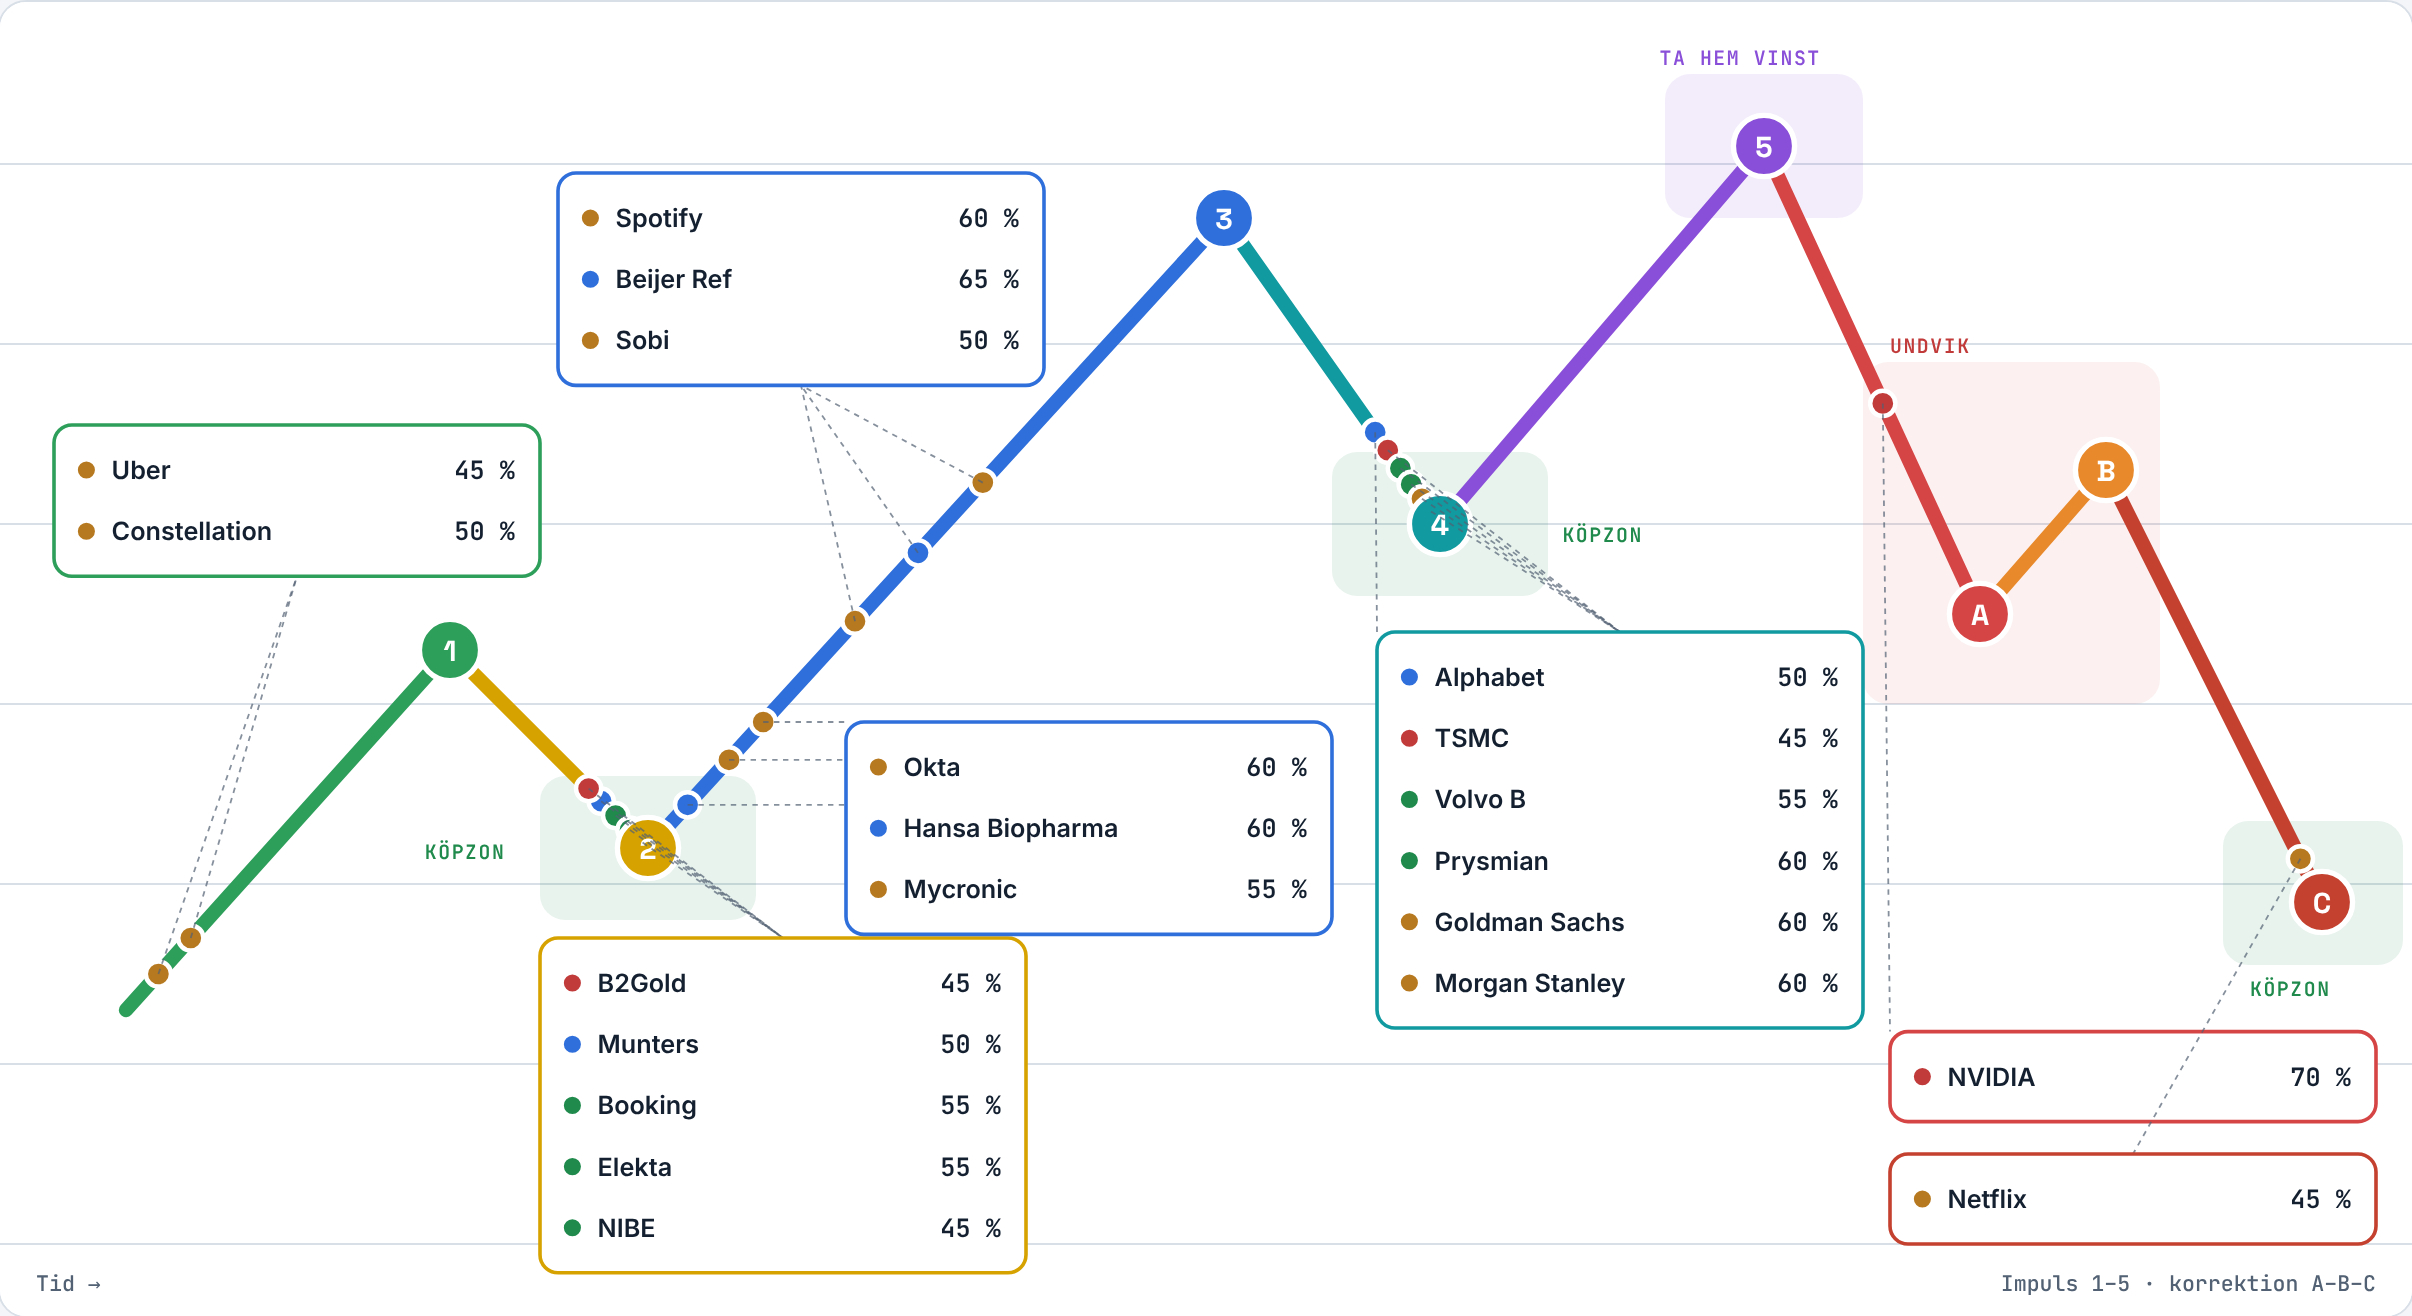 TA HEM VINST
5
Spotify 60 %
Beijer Ref 65 %
Sobi 50 %
3
UNDVIK
Uber 45 %
Constellation 50 %
B
4
KÖPZON
A
1
Alphabet 50 %
TSMC 45 %
Volvo B 55 %
Prysmian 60 %
Goldman Sachs 60 %
Morgan Stanley 60 %
Okta 60 %
Hansa Biopharma 60 %
Mycronic 55 %
KÖPZON
2
C
KÖPZON
B2Gold 45 %
Munters 50 %
Booking 55 %
Elekta 55 %
NIBE 45 %
NVIDIA 70 %
Netflix 45 %
Tid →
Impuls 1–5 · korrektion A–B–C